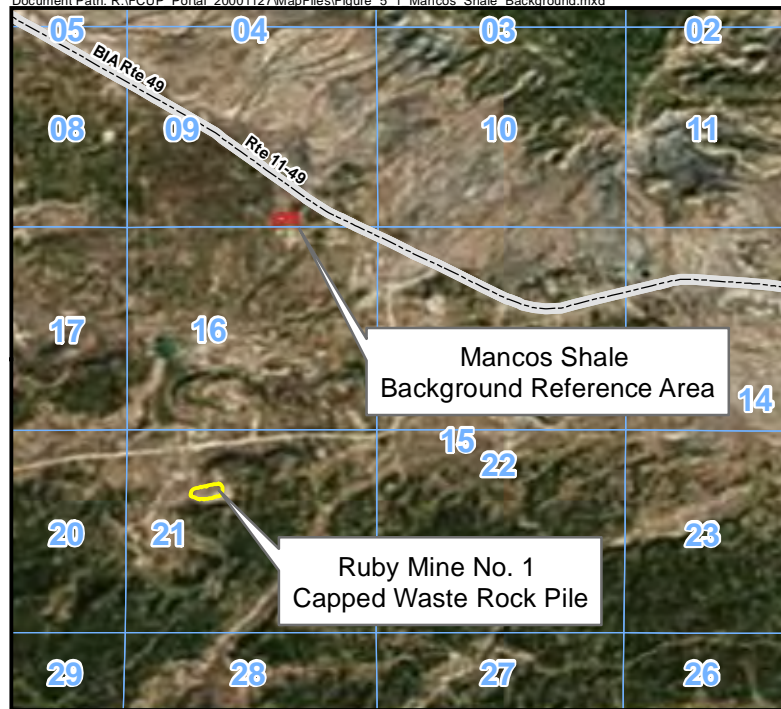 Document Path: R:\FCUP_Portal_20001127\MapFiles\Figure_5_1_Mancos_Shale_Background.mxd
05
04
03
02
BIA Rte 49
08
09
10
11
Rte 11-49
17
16
Mancos Shale
Background Reference Area
14
15
22
20
21
23
Ruby Mine No. 1
Capped Waste Rock Pile
29
28
27
26